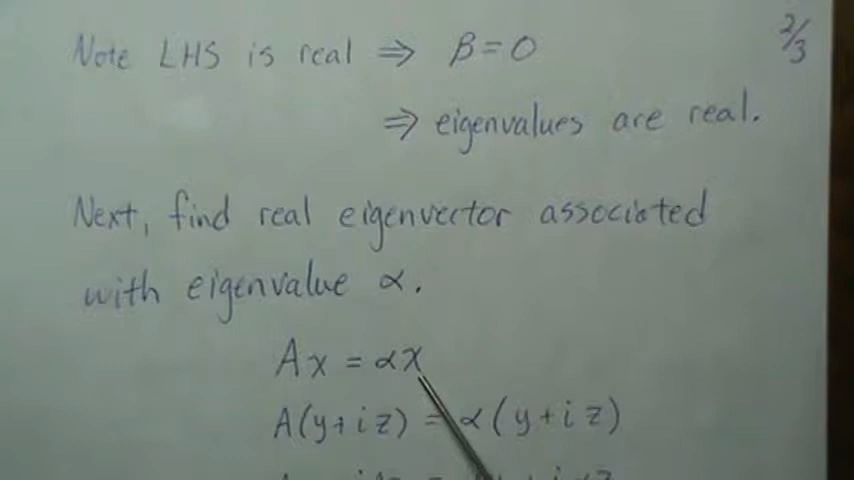 2/3
Note LHS is real ⇒ β = 0
⇒ eigenvalues are real.
Next, find real eigenvector associated
with eigenvalue α.
Ax = αx
A(y+iz) = α(y+iz)